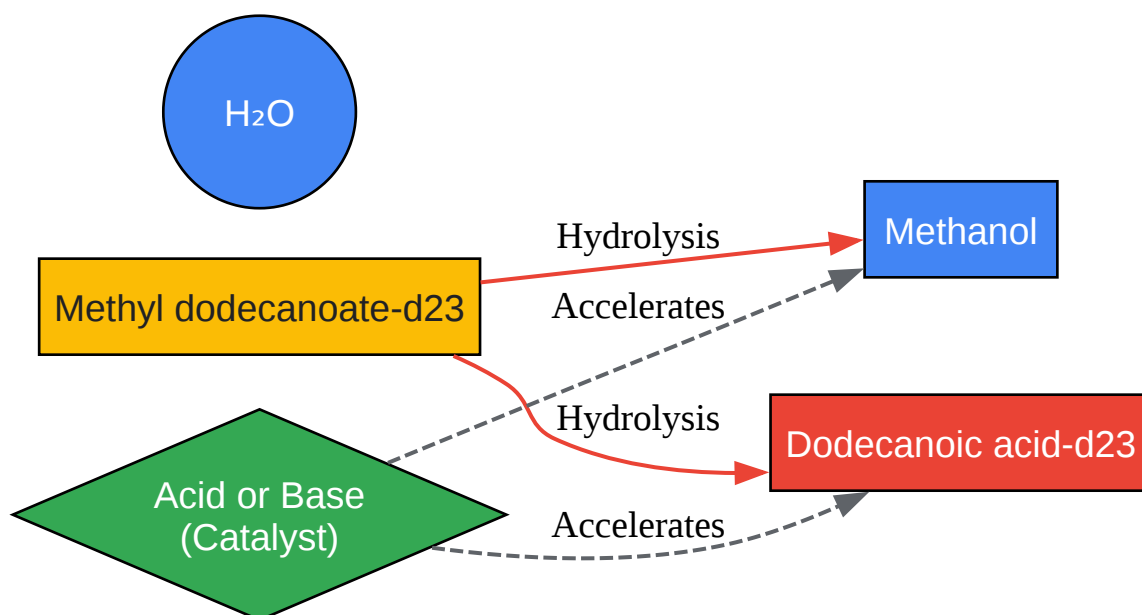 H₂O
Hydrolysis
Methanol
Methyl dodecanoate-d23
Accelerates
Hydrolysis
Dodecanoic acid-d23
Acid or Base
(Catalyst)
Accelerates